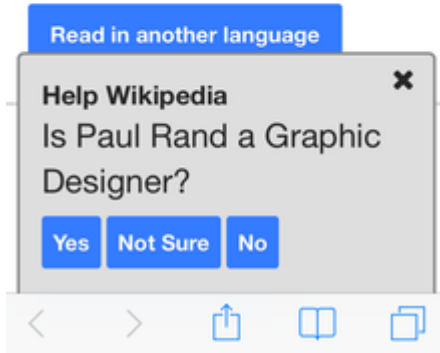 Read in another language
Help Wikipedia
Is Paul Rand a Graphic
Designer?
Yes Not Sure No